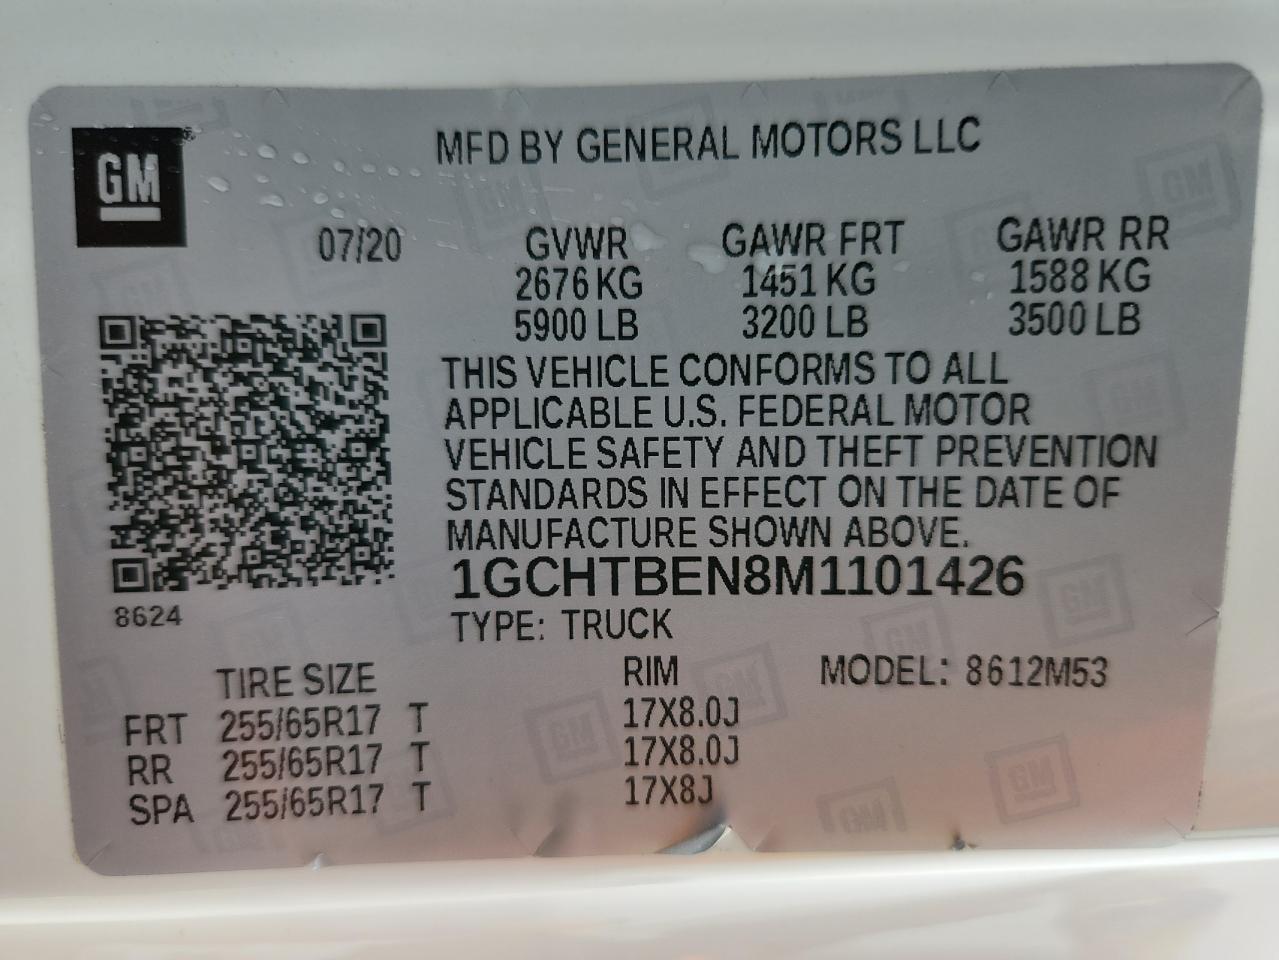 GM
MFD BY GENERAL MOTORS LLC
07/20 GVWR GAWR FRT GAWR RR
2676 KG 1451 KG 1588 KG
5900 LB 3200 LB 3500 LB
THIS VEHICLE CONFORMS TO ALL
APPLICABLE U.S. FEDERAL MOTOR
VEHICLE SAFETY AND THEFT PREVENTION
STANDARDS IN EFFECT ON THE DATE OF
MANUFACTURE SHOWN ABOVE.
1GCHTBEN8M1101426
8624
TYPE: TRUCK
TIRE SIZE RIM MODEL: 8612M53
FRT 255/65R17 T 17X8.0J
RR 255/65R17 T 17X8.0J
SPA 255/65R17 T 17X8J